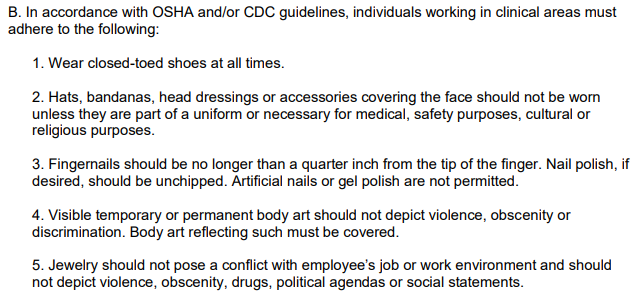 B. In accordance with OSHA and/or CDC guidelines, individuals working in clinical areas must
adhere to the following:
1. Wear closed-toed shoes at all times.
2. Hats, bandanas, head dressings or accessories covering the face should not be worn
unless they are part of a uniform or necessary for medical, safety purposes, cultural or
religious purposes.
3. Fingernails should be no longer than a quarter inch from the tip of the finger. Nail polish, if
desired, should be unchipped. Artificial nails or gel polish are not permitted.
4. Visible temporary or permanent body art should not depict violence, obscenity or
discrimination. Body art reflecting such must be covered.
5. Jewelry should not pose a conflict with employee’s job or work environment and should
not depict violence, obscenity, drugs, political agendas or social statements.